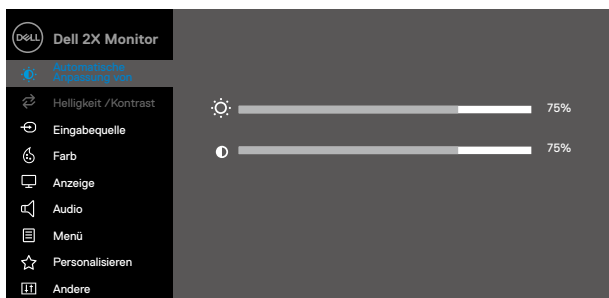 DELL Dell 2X Monitor
Automatische
Anpassung von
Helligkeit /Kontrast
75%
Eingabequelle
Farb
75%
Anzeige
Audio
Menü
Personalisieren
Andere